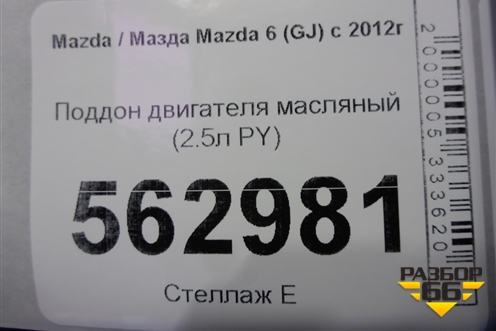 Mazda / Мазда Mazda 6 (GJ) с 2012г
Поддон двигателя масляный
(2.5л PY)
562981
Стеллаж Е
2000005333620
РАЗБОР
66